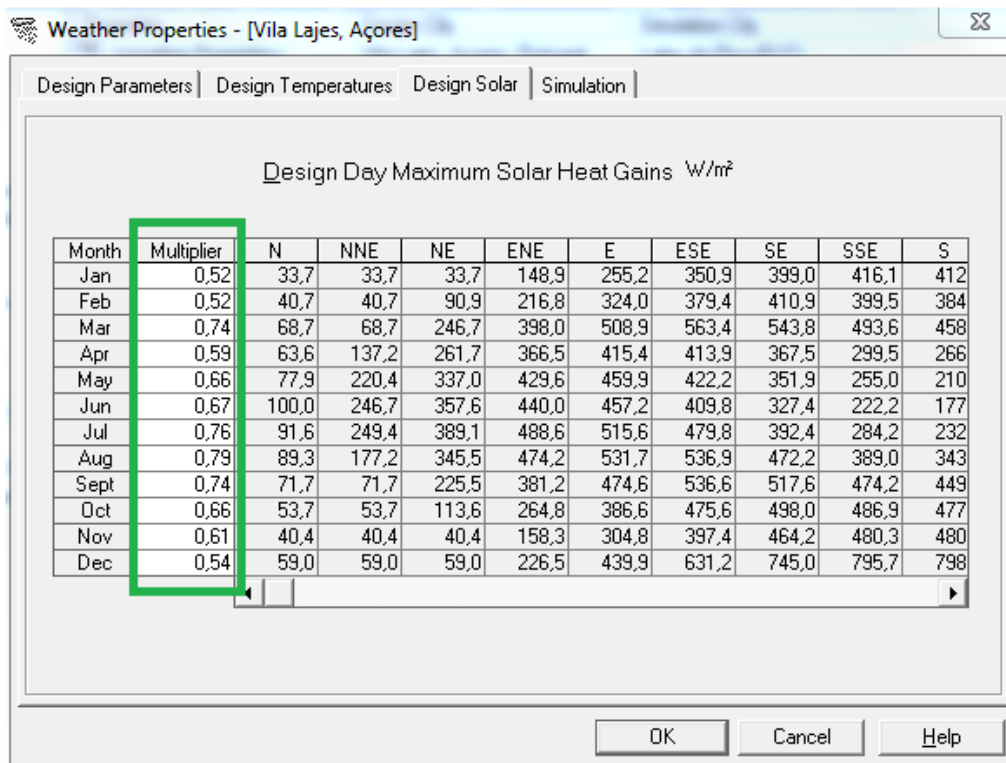 Weather Properties - [Vila Lajes, Açores]
Design Parameters Design Temperatures Design Solar Simulation
Design Day Maximum Solar Heat Gains W/m²
Month Multiplier N NNE NE ENE E ESE SE SSE S
Jan 0,52 33,7 33,7 33,7 148,9 255,2 350,9 399,0 416,1 412
Feb 0,52 40,7 40,7 90,9 216,8 324,0 379,4 410,9 399,5 384
Mar 0,74 68,7 68,7 246,7 398,0 508,9 563,4 543,8 493,6 458
Apr 0,59 63,6 137,2 261,7 366,5 415,4 413,9 367,5 299,5 266
May 0,66 77,9 220,4 337,0 429,6 459,9 422,2 351,9 255,0 210
Jun 0,67 100,0 246,7 357,6 440,0 457,2 409,8 327,4 222,2 177
Jul 0,76 91,6 249,4 389,1 488,6 515,6 479,8 392,4 284,2 232
Aug 0,79 89,3 177,2 345,5 474,2 531,7 536,9 472,2 389,0 343
Sept 0,74 71,7 71,7 225,5 381,2 474,6 536,6 517,6 474,2 449
Oct 0,66 53,7 53,7 113,6 264,8 386,6 475,6 498,0 486,9 477
Nov 0,61 40,4 40,4 40,4 158,3 304,8 397,4 464,2 480,3 480
Dec 0,54 59,0 59,0 59,0 226,5 439,9 631,2 745,0 795,7 798
OK Cancel Help